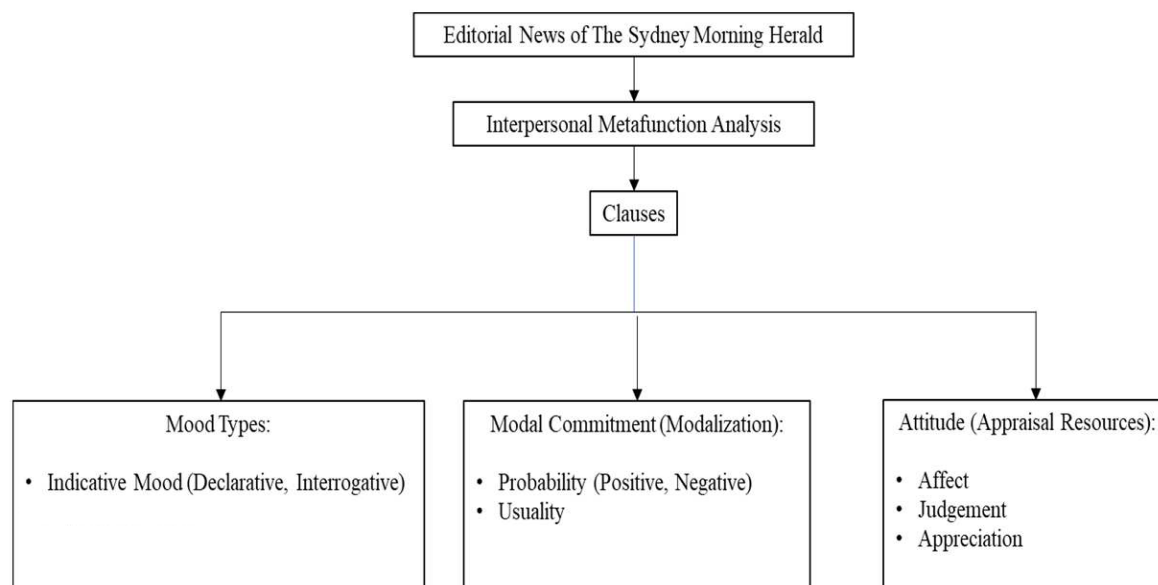 Editorial News of The Sydney Morning Herald
Interpersonal Metafunction Analysis
Clauses
Mood Types:
• Indicative Mood (Declarative, Interrogative)
Modal Commitment (Modalization):
• Probability (Positive, Negative)
• Usuality
Attitude (Appraisal Resources):
• Affect
• Judgement
• Appreciation